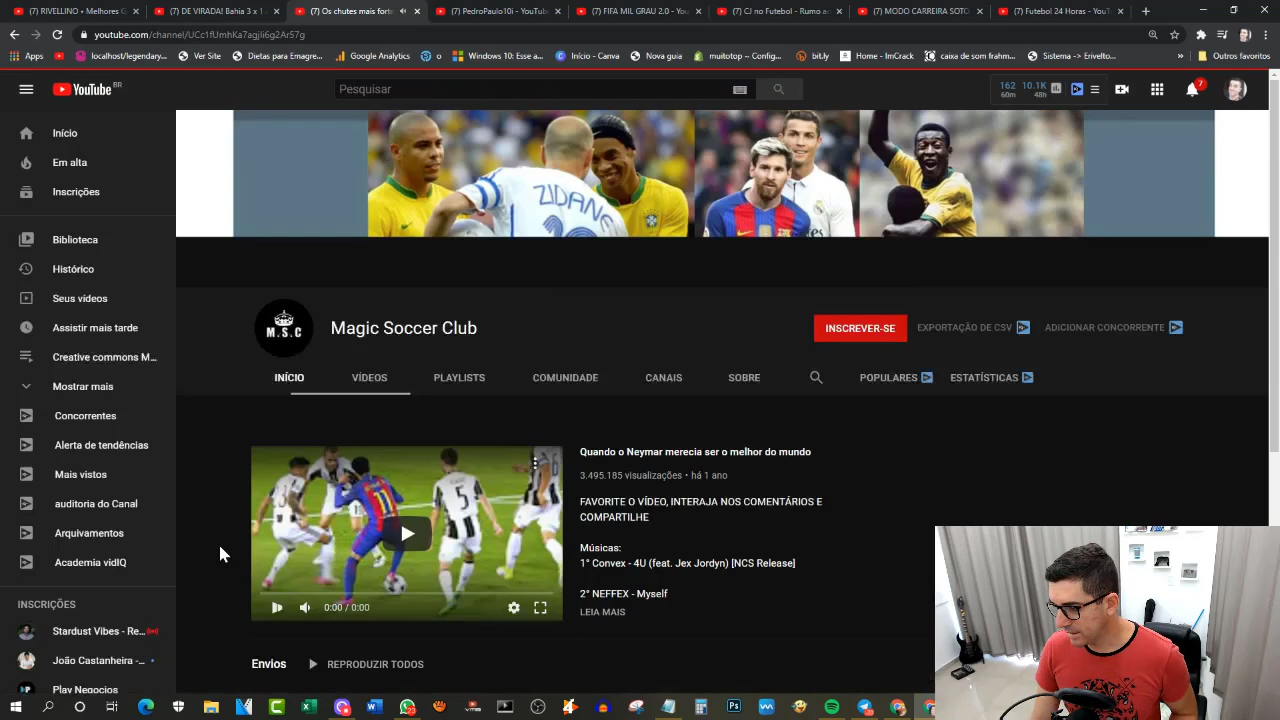 (7) RIVELLINO • Melhores G
(7) DE VIRADA! Bahia 3 x 1
(7) Os chutes mais forte
(7) PedroPaulo10i - YouTube
(7) FIFA MIL GRAU 2.0 - You
(7) CJ no Futebol - Rumo ao
(7) MODO CARREIRA SOTO
(7) Futebol 24 Horas - YouT
youtube.com/channel/UCc1fUmhKa7agjIi6g2Ar57g
Apps
localhost/legendary...
Ver Site
Dietas para Emagre...
Google Analytics
o
Windows 10: Esse a...
Início - Canva
Nova guia
muitotop
Compiting...
bit.ly
Home - ImCrack
caixa de som frahm...
Sistema -> Erivelto...
»
Outros favoritos
YouTube BR
Pesquisar
162
60m
10.1K
48h
7
Início
Em alta
Inscrições
Biblioteca
Histórico
Seus vídeos
Assistir mais tarde
Creative commons M...
Mostrar mais
Concorrentes
Alerta de tendências
Mais vistos
auditoria do Canal
Arquivamentos
Academia vidIQ
INSCRIÇÕES
Stardust Vibes - Re...
João Castanheira -...
Play Negocios
ZIDANE
M.S.C
Magic Soccer Club
INSCREVER-SE
EXPORTAÇÃO DE CSV
ADICIONAR CONCORRENTE
INÍCIO
VÍDEOS
PLAYLISTS
COMUNIDADE
CANAIS
SOBRE
POPULARES
ESTATÍSTICAS
11
5
0:00 / 0:00
Quando o Neymar merecia ser o melhor do mundo
3.495.185 visualizações • há 1 ano
FAVORITE O VÍDEO, INTERAJA NOS COMENTÁRIOS E
COMPARTILHE
Músicas:
1° Convex - 4U (feat. Jex Jordyn) [NCS Release]
2° NEFFEX - Myself
LEIA MAIS
Envios
REPRODUZIR TODOS